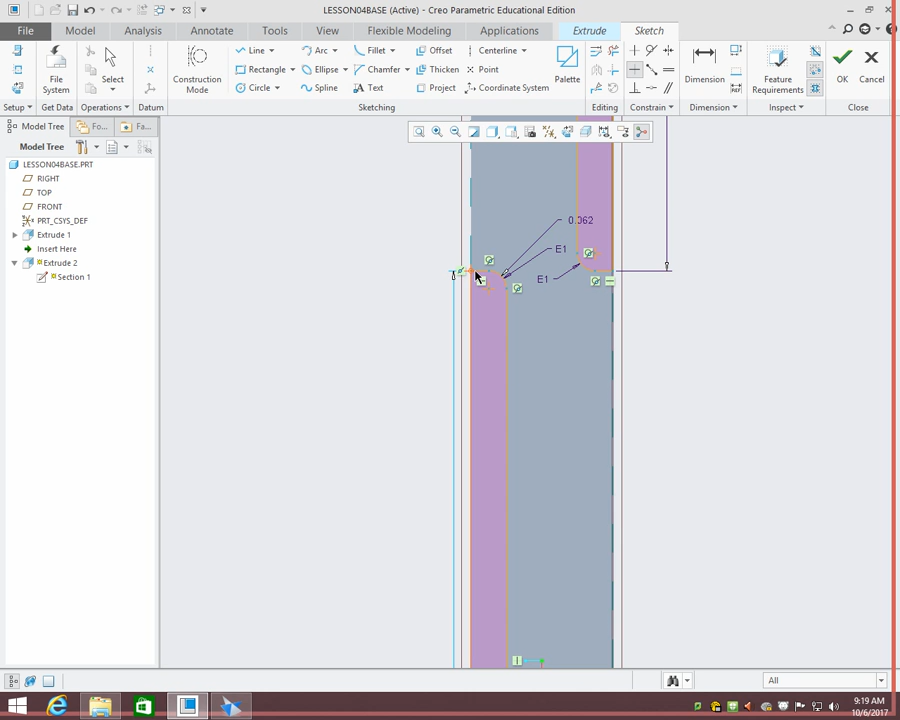 LESSON04BASE (Active) - Creo Parametric Educational Edition
File Model Analysis Annotate Tools View Flexible Modeling Applications Extrude Sketch
Line Arc Fillet Offset Centerline
Rectangle Ellipse Chamfer Thicken Point
Circle Spline Text Project Coordinate System
File System
Select
Construction Mode
Palette
Dimension
Feature Requirements
OK
Cancel
Setup Get Data Operations Datum Sketching Editing Constrain Dimension Inspect Close
Model Tree Fo... Fa...
Model Tree
LESSON04BASE.PRT
RIGHT
TOP
FRONT
PRT_CSYS_DEF
Extrude 1
Insert Here
Extrude 2
Section 1
0.062
E1
E1
All
9:19 AM
10/6/2017